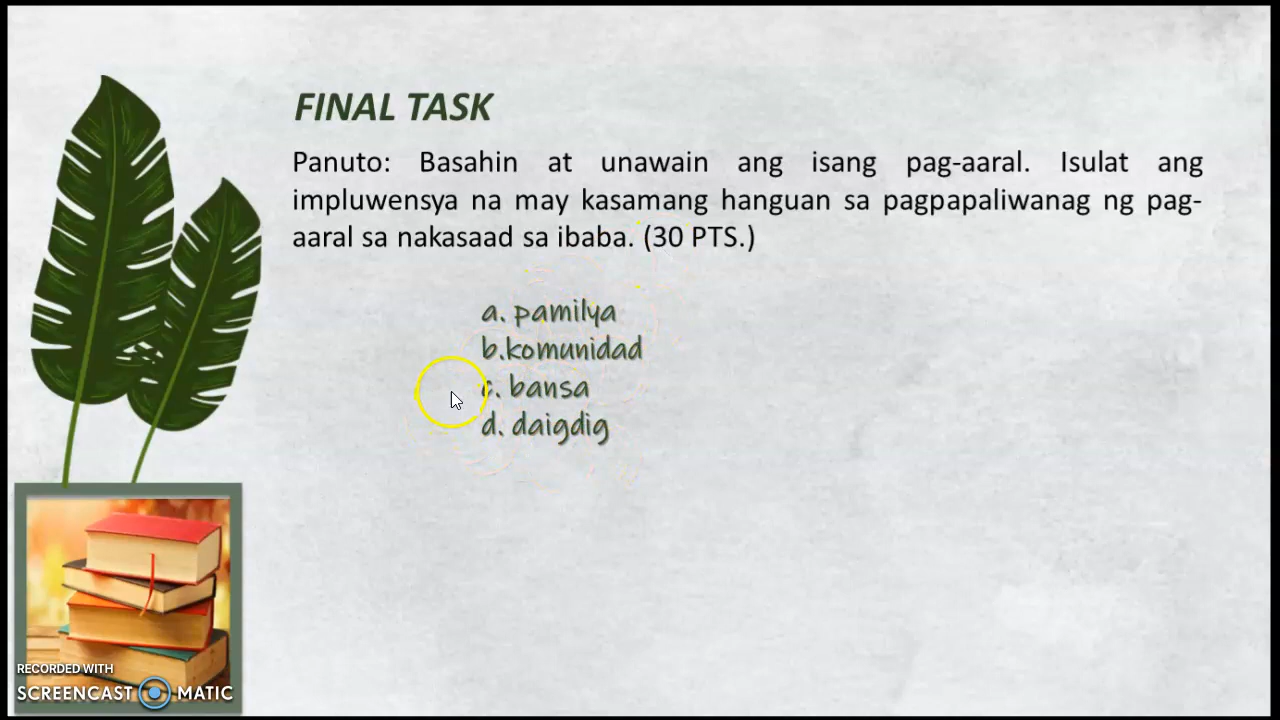 FINAL TASK
Panuto: Basahin at unawain ang isang pag-aaral. Isulat ang
impluwensya na may kasamang hanguan sa pagpapaliwanag ng pag-
aaral sa nakasaad sa ibaba. (30 PTS.)
a. pamilya
b.komunidad
c. bansa
d. daigdig
RECORDED WITH
SCREENCAST MATIC